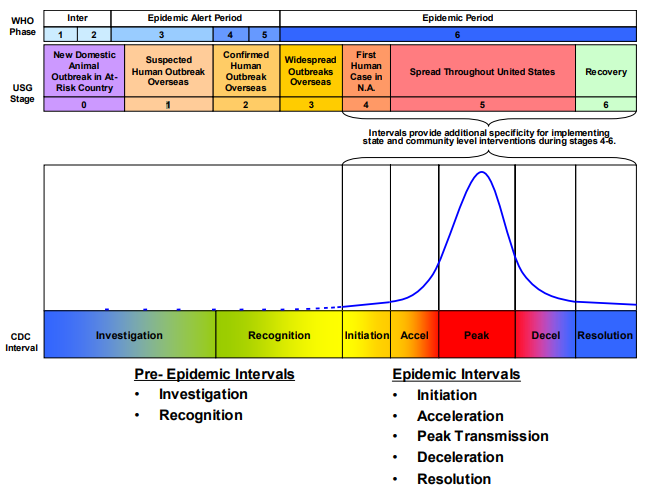 WHO
Phase
Inter
Epidemic Alert Period
Epidemic Period
1
2
3
4
5
6
USG
Stage
New Domestic
Animal
Outbreak in At-
Risk Country
Suspected
Human Outbreak
Overseas
Confirmed
Human
Outbreak
Overseas
Widespread
Outbreaks
Overseas
First
Human
Case in
N.A.
Spread Throughout United States
Recovery
0
1
2
3
4
5
6
Intervals provide additional specificity for implementing
state and community level interventions during stages 4-6.
CDC
Interval
Investigation
Recognition
Initiation
Accel
Peak
Decel
Resolution
Pre- Epidemic Intervals
• Investigation
• Recognition
Epidemic Intervals
• Initiation
• Acceleration
• Peak Transmission
• Deceleration
• Resolution